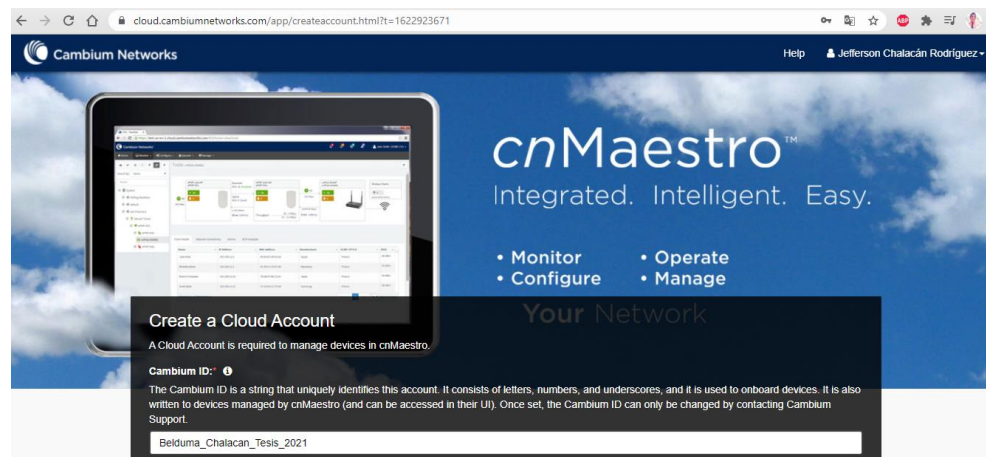 cloud.cambiumnetworks.com/app/createaccount.html?t=1622923671
ABP
Cambium Networks
Help
Jefferson Chalacán Rodríguez
cnMaestro™
Integrated. Intelligent. Easy.
• Monitor • Operate
• Configure • Manage
Your Network
Create a Cloud Account
A Cloud Account is required to manage devices in cnMaestro.
Cambium ID:*
The Cambium ID is a string that uniquely identifies this account. It consists of letters, numbers, and underscores, and it is used to onboard devices. It is also
written to devices managed by cnMaestro (and can be accessed in their UI). Once set, the Cambium ID can only be changed by contacting Cambium
Support.
Belduma_Chalacan_Tesis_2021